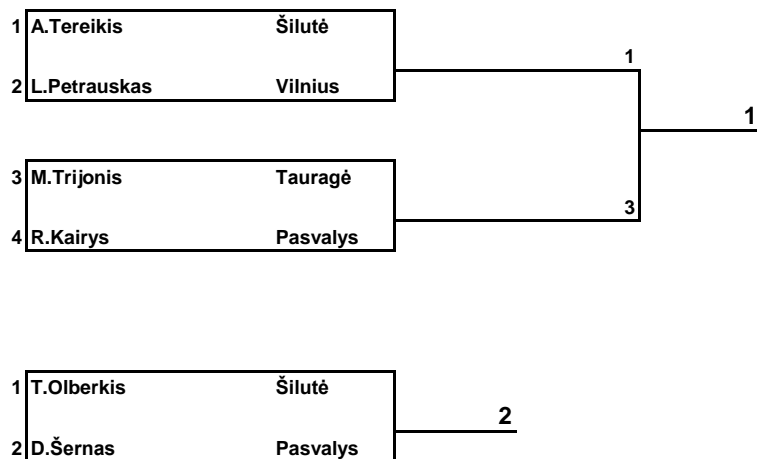 1 A.Tereikis Šilutė
1
2 L.Petrauskas Vilnius
1
3 M.Trijonis Tauragė
3
4 R.Kairys Pasvalys
1 T.Olberkis Šilutė
2
2 D.Šernas Pasvalys